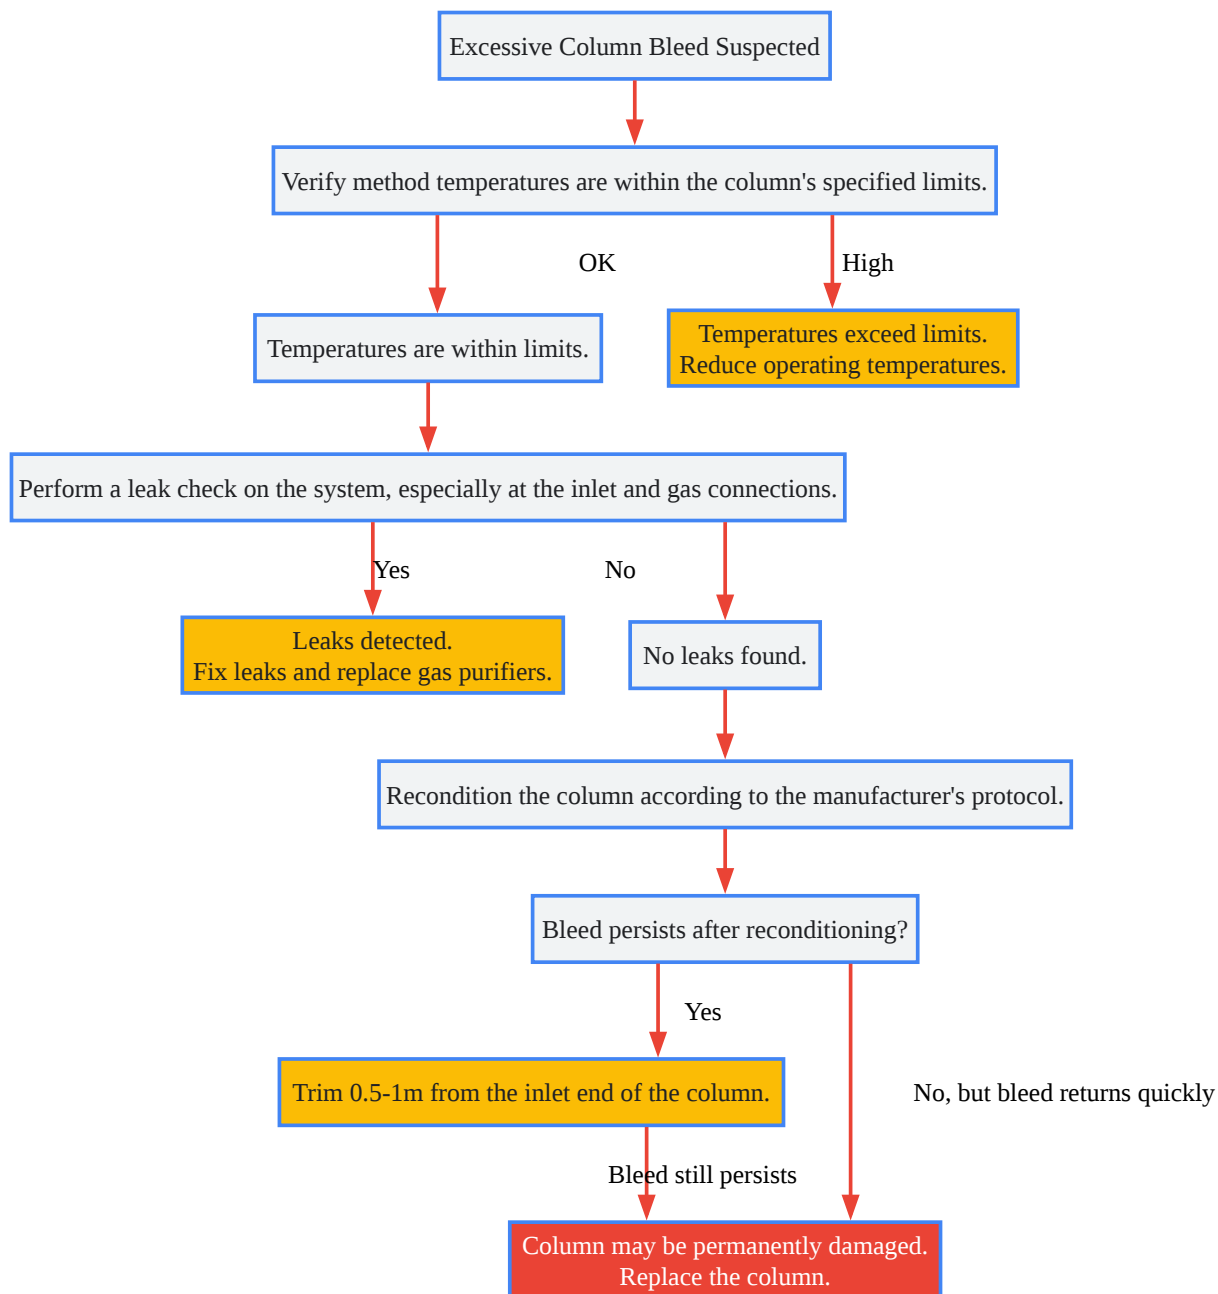 Excessive Column Bleed Suspected
Verify method temperatures are within the column's specified limits.
OK
High
Temperatures are within limits.
Temperatures exceed limits.
Reduce operating temperatures.
Perform a leak check on the system, especially at the inlet and gas connections.
Yes
No
Leaks detected.
Fix leaks and replace gas purifiers.
No leaks found.
Recondition the column according to the manufacturer's protocol.
Bleed persists after reconditioning?
Yes
Trim 0.5-1m from the inlet end of the column.
No, but bleed returns quickly
Bleed still persists
Column may be permanently damaged.
Replace the column.